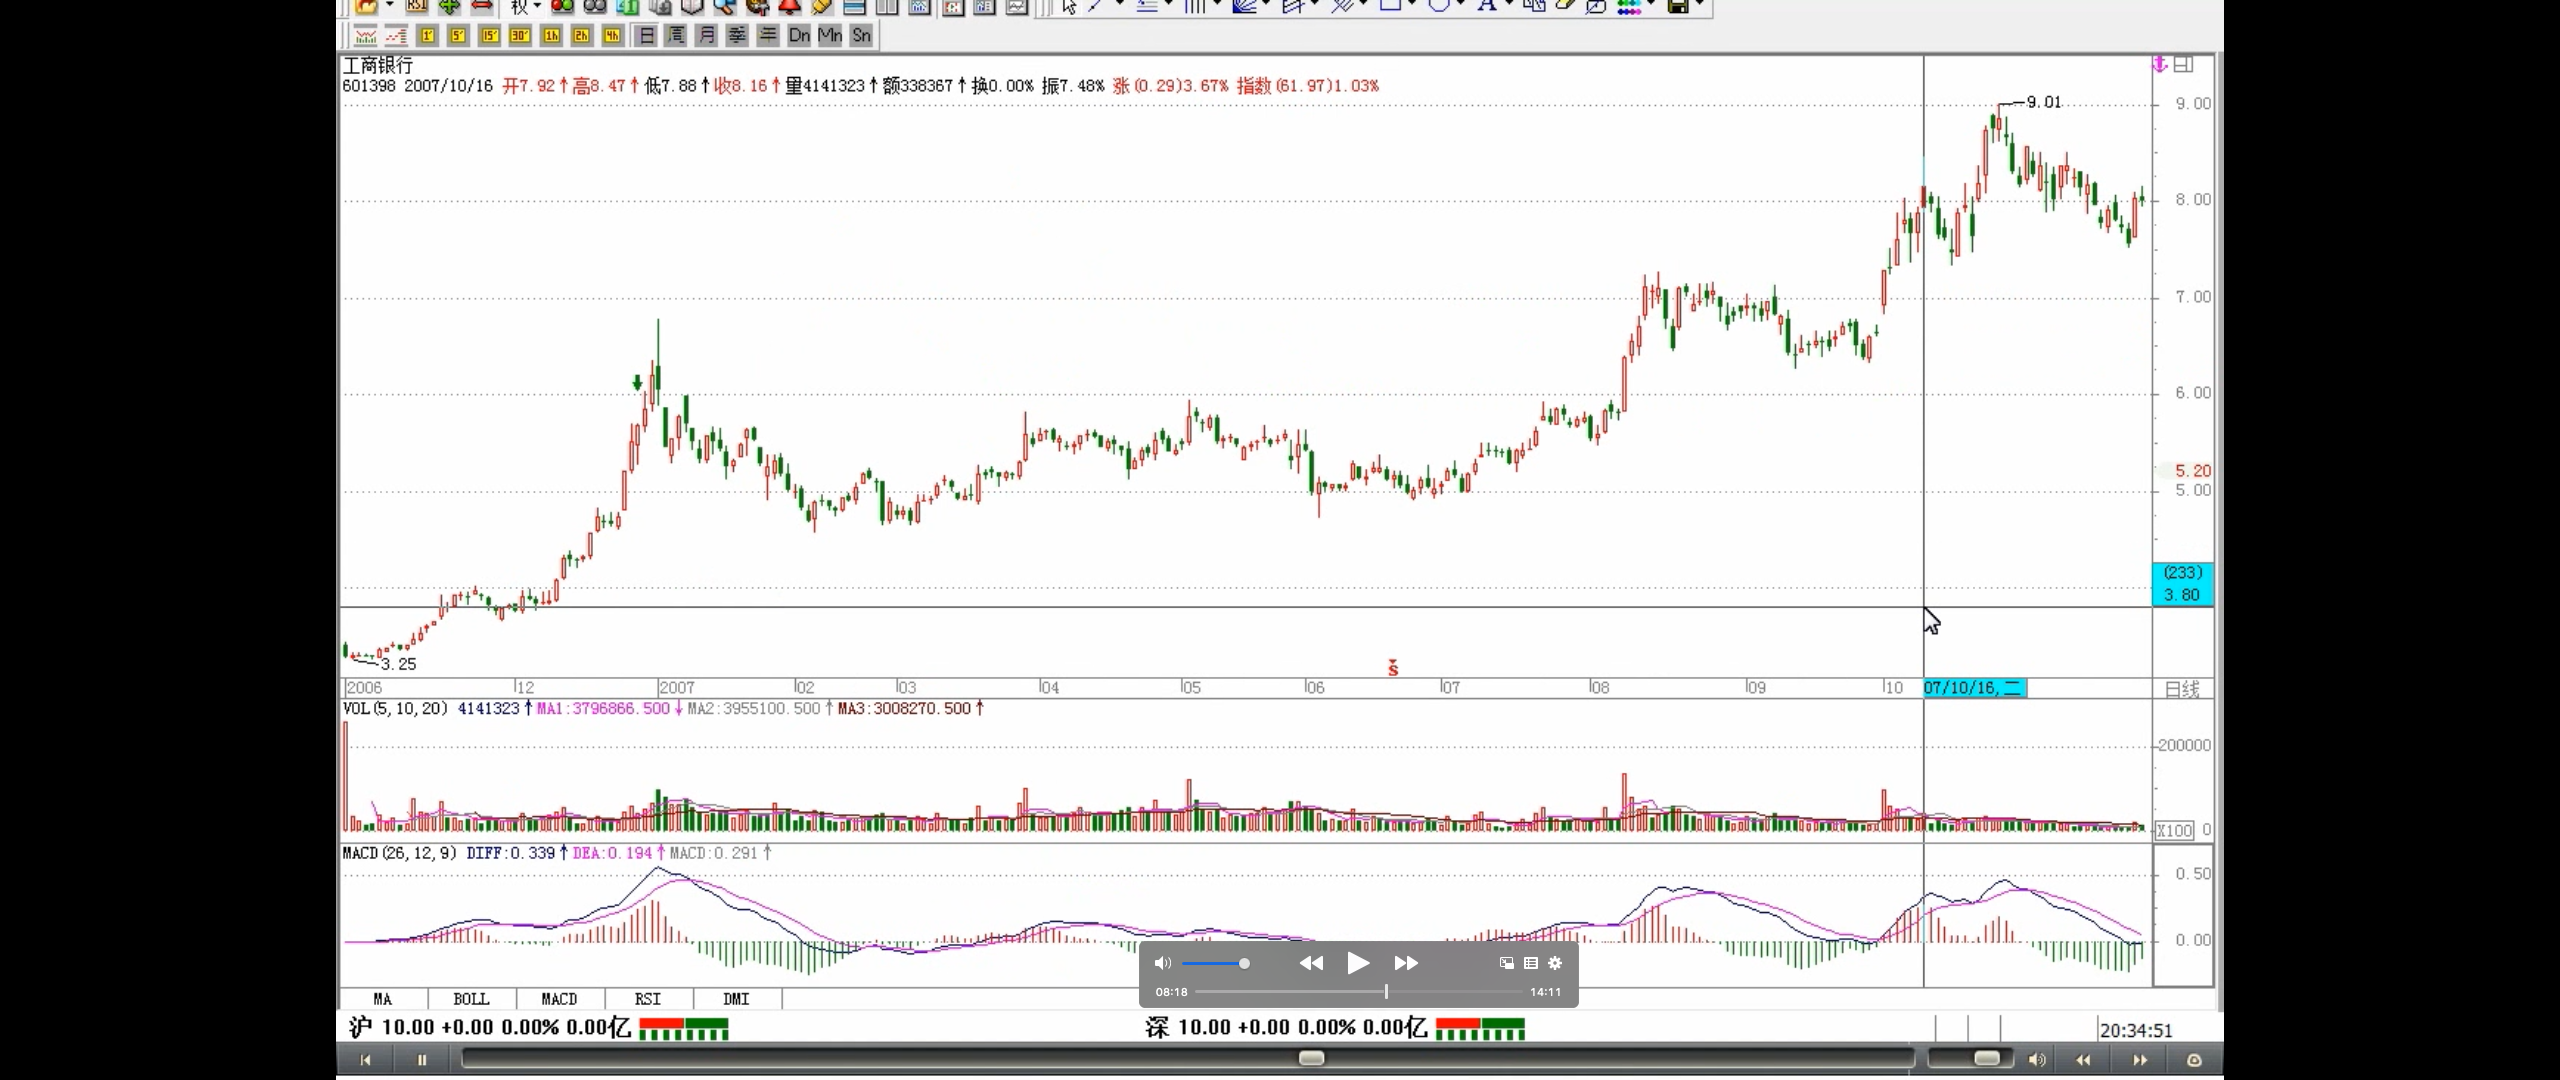 RSI 权 A
1' 5' 15' 30' 1h 2h 4h 日 周 月 季 年 Dn Mn Sn
工商银行
601398 2007/10/16 开7.92↑高8.47↑低7.88↑收8.16↑量4141323↑额338367↑换0.00% 振7.48% 涨(0.29)3.67% 指数(61.97)1.03%
9.01
9.00
8.00
7.00
6.00
5.20
5.00
(233)
3.80
3.25
S
2006 12 2007 02 03 04 05 06 07 08 09 10 07/10/16,二 日线
VOL(5,10,20) 4141323↑MA1:3796866.500↓MA2:3955100.500↑MA3:3008270.500↑
200000
X100 0
MACD(26,12,9) DIFF:0.339↑DEA:0.194↑MACD:0.291↑
0.50
0.00
08:18 14:11
MA BOLL MACD RSI DMI
沪 10.00 +0.00 0.00% 0.00亿 深 10.00 +0.00 0.00% 0.00亿 20:34:51